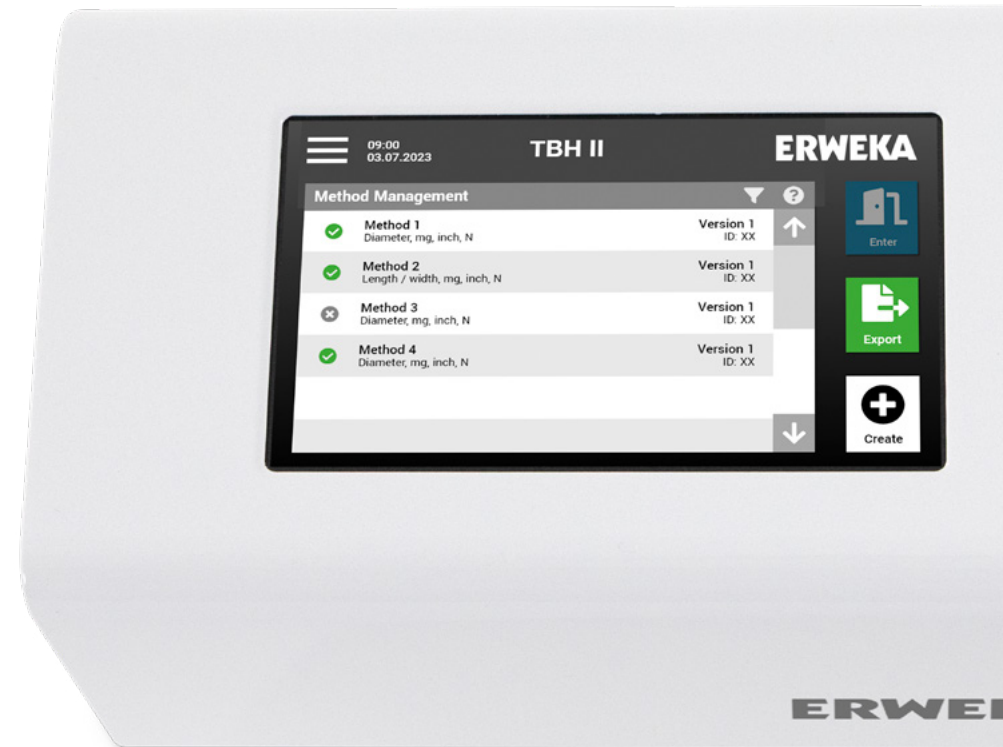 09:00
03.07.2023
TBH II
ERWEKA
Method Management
?
Method 1
Diameter, mg, inch, N
Version 1
ID: XX
Method 2
Length / width, mg, inch, N
Version 1
ID: XX
Method 3
Diameter, mg, inch, N
Version 1
ID: XX
Method 4
Diameter, mg, inch, N
Version 1
ID: XX
Enter
Export
Create
ERWE